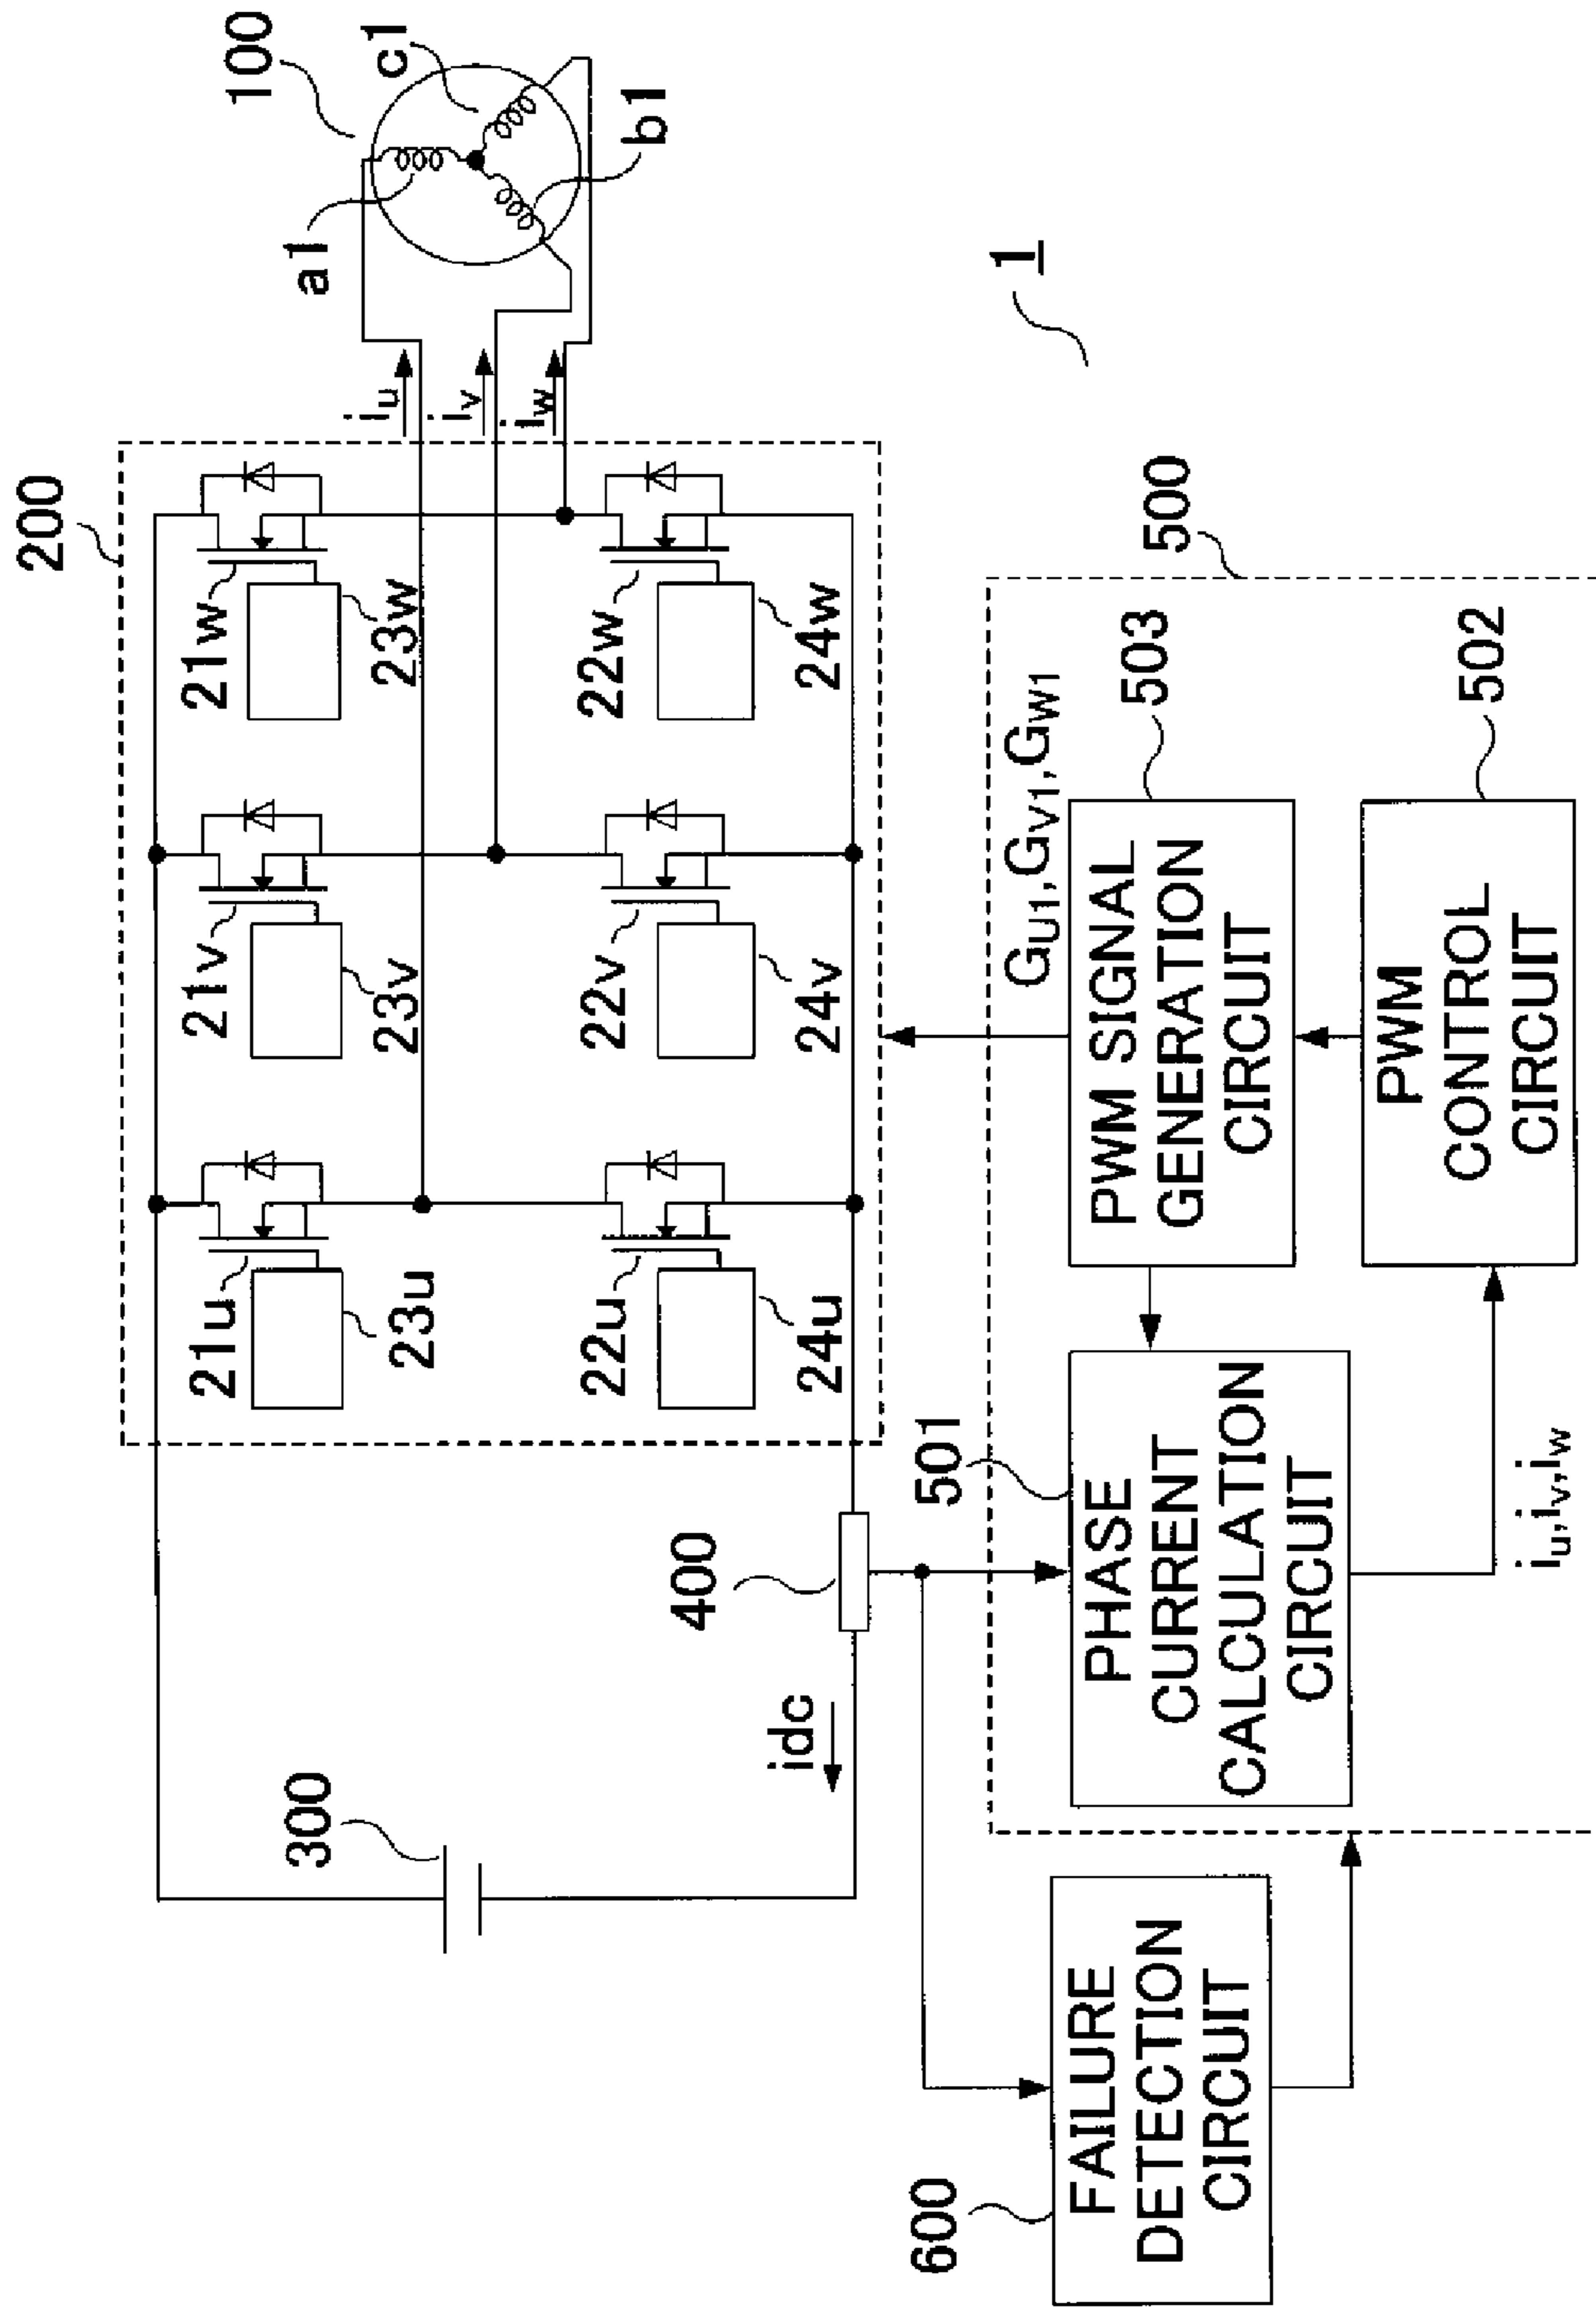 200
100
a1
c1
b1
iu
iv
iw
21u
23u
21v
23v
21w
23w
22u
24u
22v
24v
22w
24w
300
idc
400
1
500
501
PHASE
CURRENT
CALCULATION
CIRCUIT
GU1,GV1,GW1
PWM SIGNAL
GENERATION
CIRCUIT
503
PWM
CONTROL
CIRCUIT
502
iu,iv,iw
600
FAILURE
DETECTION
CIRCUIT